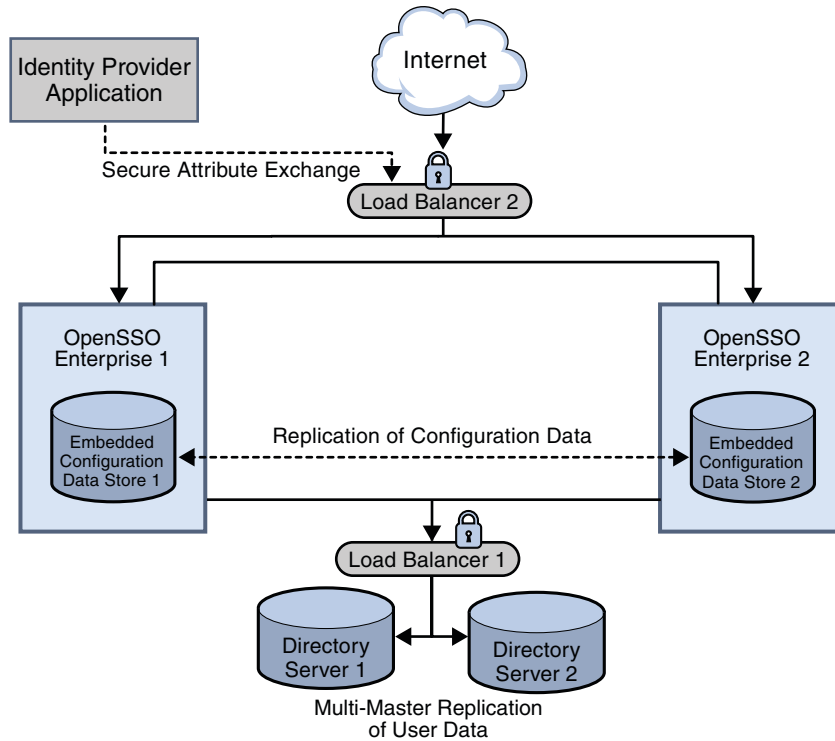 Identity Provider
Application
Internet
Secure Attribute Exchange
Load Balancer 2
OpenSSO
Enterprise 1
OpenSSO
Enterprise 2
Embedded
Configuration
Data Store 1
Replication of Configuration Data
Embedded
Configuration
Data Store 2
Load Balancer 1
Directory
Server 1
Directory
Server 2
Multi-Master Replication
of User Data